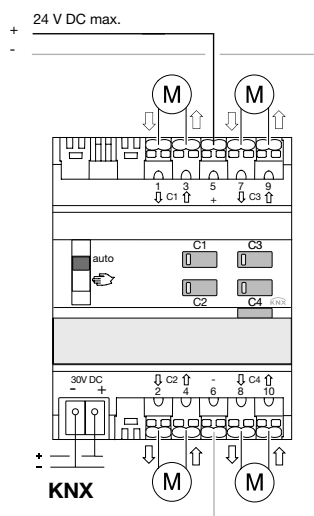 24 V DC max.
+
-
M M
1 3 5 7 9
C1 + C3
auto
C1 C3
C2 C4 KNX
30V DC
- +
C2 - C4
2 4 6 8 10
+
-
KNX
M M